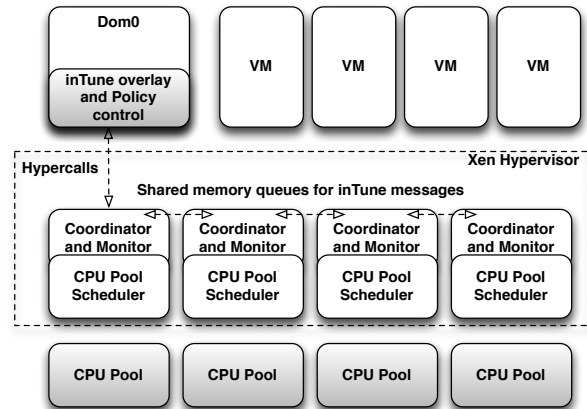 Dom0
inTune overlay
and Policy
control
VM
VM
VM
VM
Hypercalls
Xen Hypervisor
Shared memory queues for inTune messages
Coordinator
and Monitor
Coordinator
and Monitor
Coordinator
and Monitor
Coordinator
and Monitor
CPU Pool
Scheduler
CPU Pool
Scheduler
CPU Pool
Scheduler
CPU Pool
Scheduler
CPU Pool
CPU Pool
CPU Pool
CPU Pool